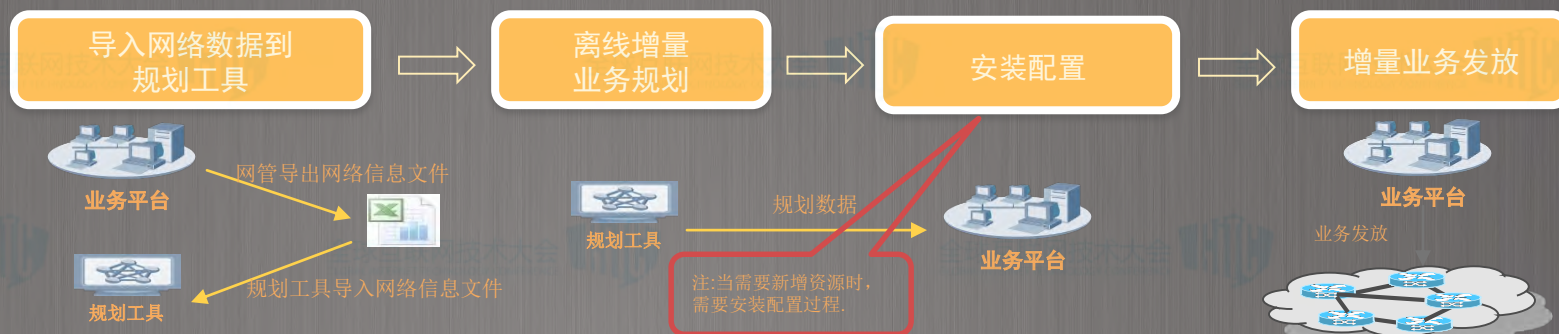 导入网络数据到
规划工具
离线增量
业务规划
安装配置
增量业务发放
网管导出网络信息文件
业务平台
规划工具导入网络信息文件
规划工具
规划工具
规划数据
业务平台
注:当需要新增资源时，
需要安装配置过程.
业务平台
业务发放